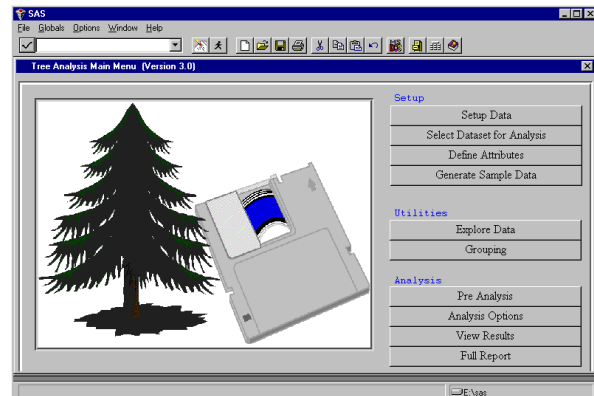 SAS
File Globals Options Window Help
Tree Analysis Main Menu (Version 3.0)
Setup
Setup Data
Select Dataset for Analysis
Define Attributes
Generate Sample Data
Utilities
Explore Data
Grouping
Analysis
Pre Analysis
Analysis Options
View Results
Full Report
E:\sas